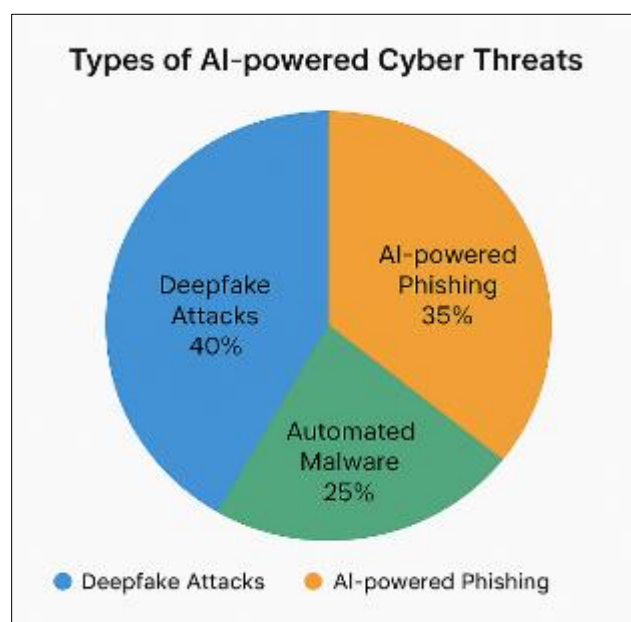 Types of AI-powered Cyber Threats
Deepfake
Attacks
40%
AI-powered
Phishing
35%
Automated
Malware
25%
Deepfake Attacks
AI-powered Phishing